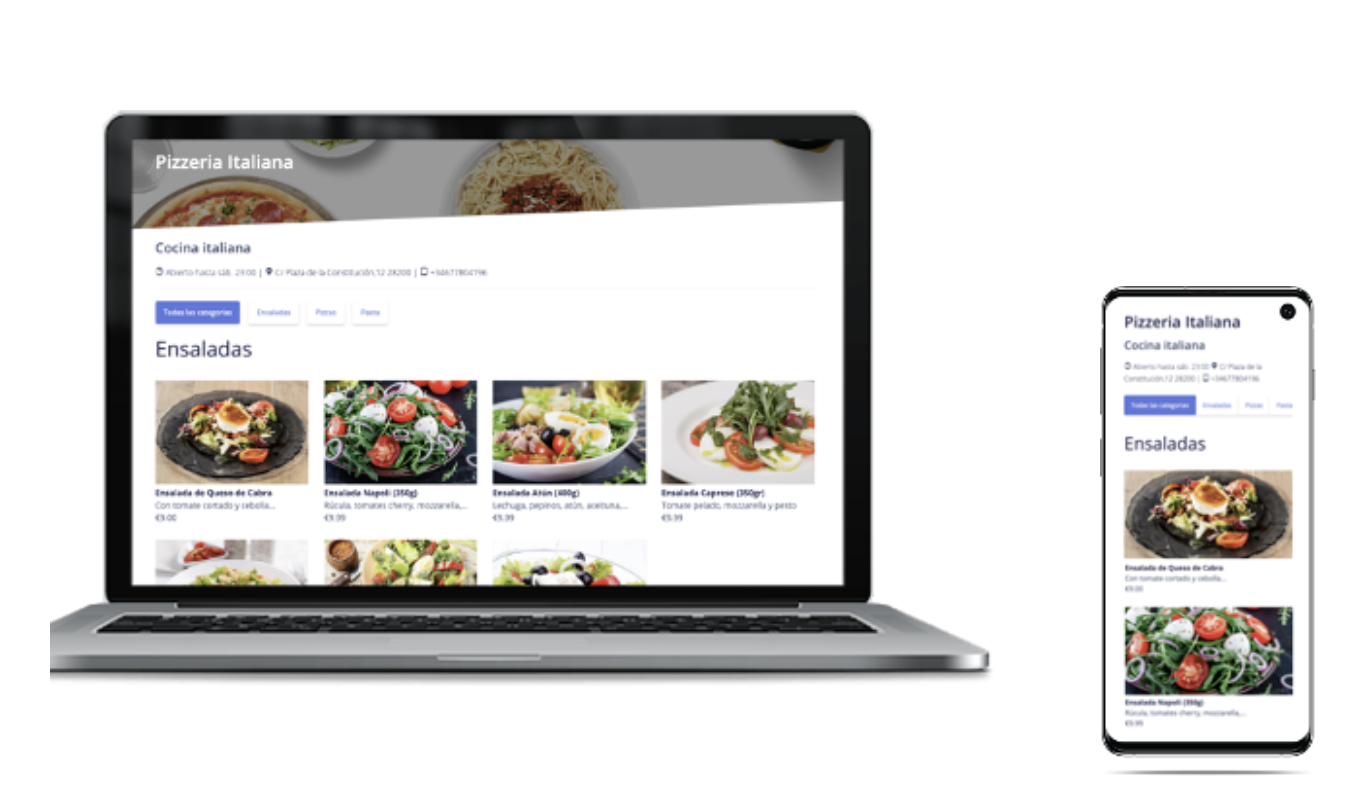 Pizzeria Italiana
Cocina italiana
Abierto hasta sáb. 23:00 | C/ Plaza de la Constitución,12 28200 | +34677804196
Todas las categorías Ensaladas Pizzas Pasta
Ensaladas
Ensalada de Queso de Cabra
Con tomate cortado y cebolla...
€9.00
Ensalada Napoli (350g)
Rúcula, tomates cherry, mozzarella,...
€9.99
Ensalada Atún (400g)
Lechuga, pepinos, atún, aceituna,...
€9.99
Ensalada Caprese (350gr)
Tomate pelado, mozzarella y pesto
€9.99
Pizzeria Italiana
Cocina italiana
Abierto hasta sáb. 23:00 C/ Plaza de la
Constitución,12 28200 | +34677804196
Todas las categorías Ensaladas Pizzas Pasta
Ensaladas
Ensalada de Queso de Cabra
Con tomate cortado y cebolla...
€9.00
Ensalada Napoli (350g)
Rúcula, tomates cherry, mozzarella,...
€9.99